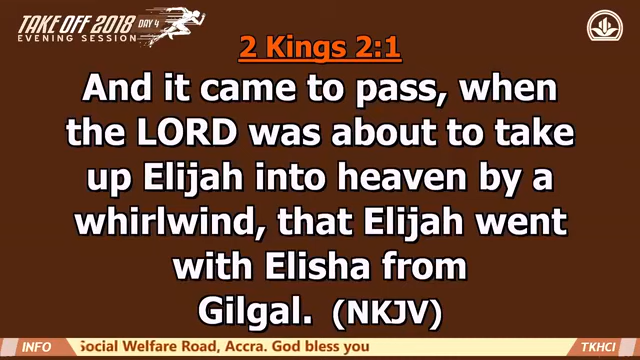 TAKE OFF 2018 DAY 4
EVENING SESSION
2 Kings 2:1
And it came to pass, when
the LORD was about to take
up Elijah into heaven by a
whirlwind, that Elijah went
with Elisha from
Gilgal. (NKJV)
INFO Social Welfare Road, Accra. God bless you TKHCI